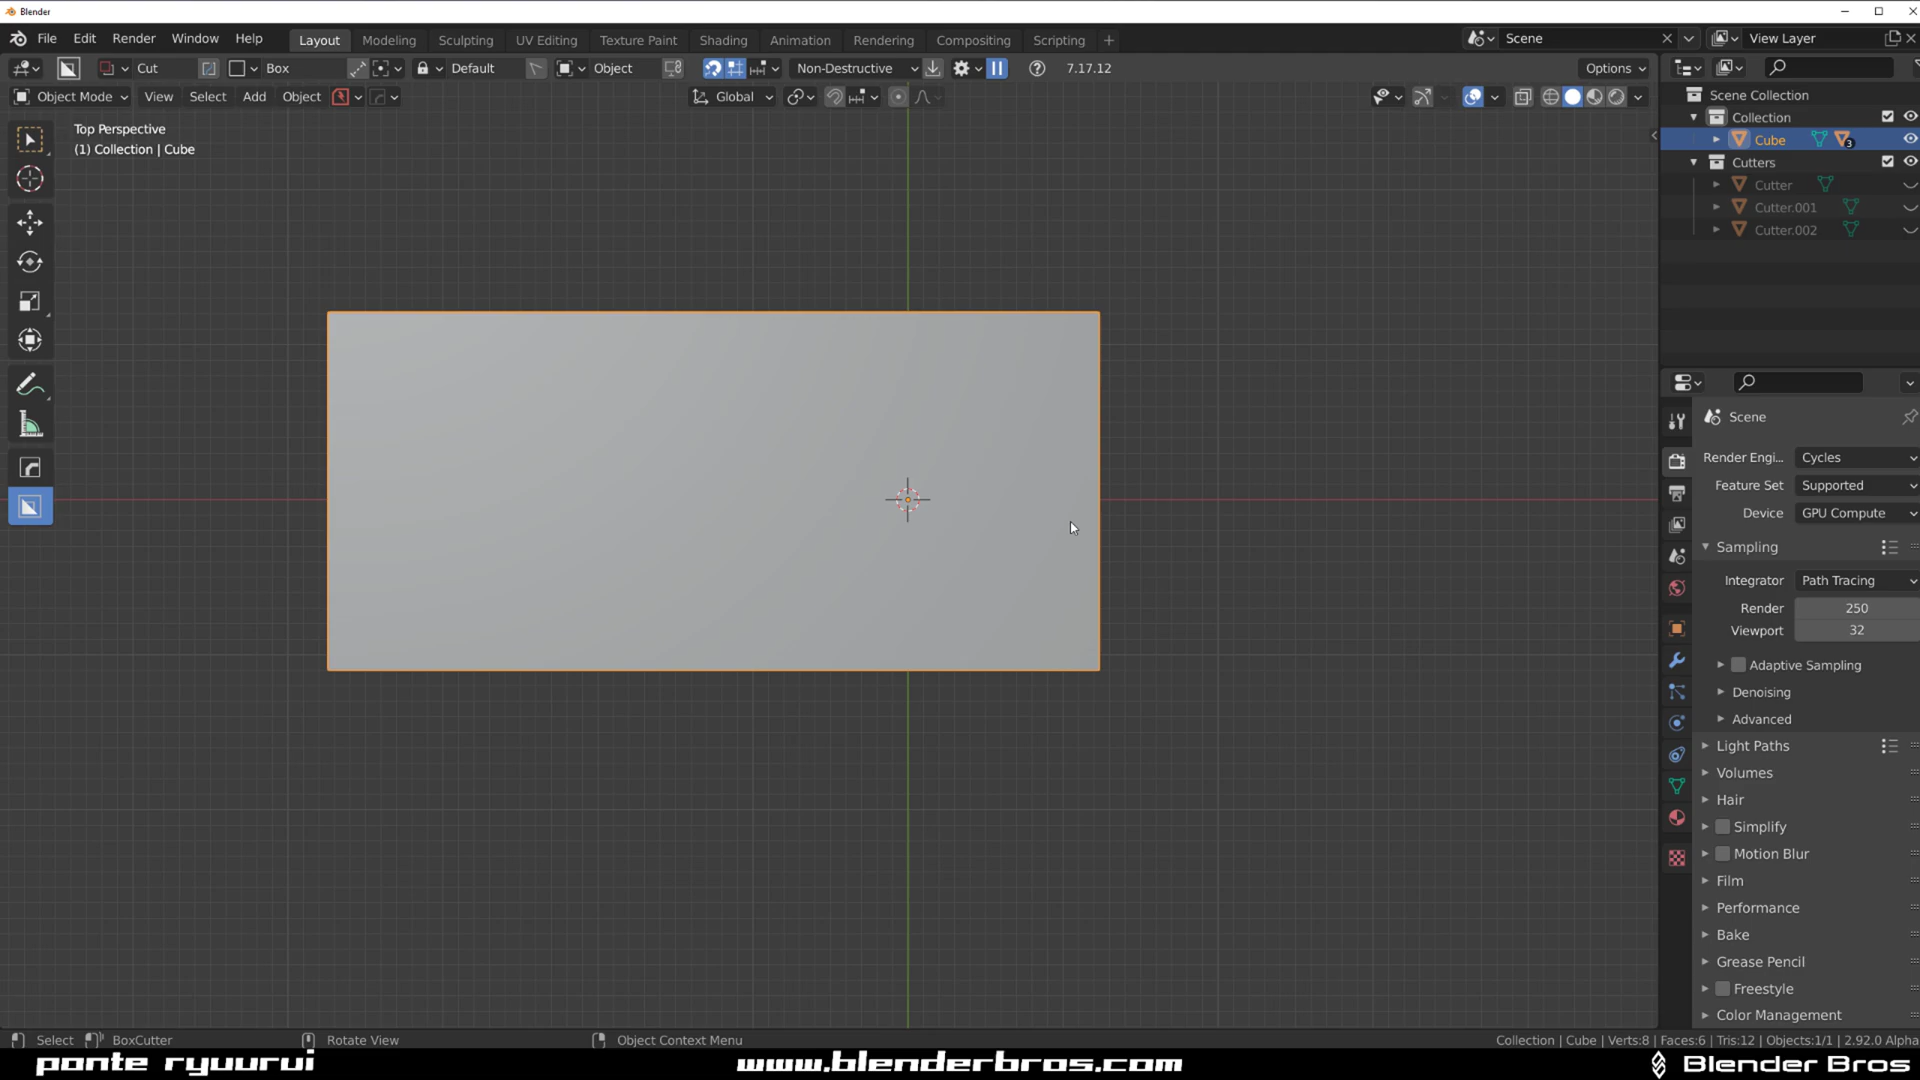 Blender
File Edit Render Window Help Layout Modeling Sculpting UV Editing Texture Paint Shading Animation Rendering Compositing Scripting + Scene View Layer
Cut Box Default Object Non-Destructive 7.17.12 Options
Object Mode View Select Add Object Global
Top Perspective
(1) Collection | Cube
Scene Collection
Collection
Cube 3
Cutters
Cutter
Cutter.001
Cutter.002
Scene
Render Engi... Cycles
Feature Set Supported
Device GPU Compute
Sampling
Integrator Path Tracing
Render 250
Viewport 32
Adaptive Sampling
Denoising
Advanced
Light Paths
Volumes
Hair
Simplify
Motion Blur
Film
Performance
Bake
Grease Pencil
Freestyle
Color Management
Select BoxCutter Rotate View Object Context Menu Collection | Cube | Verts:8 | Faces:6 | Tris:12 | Objects:1/1 | 2.92.0 Alpha
ponte ryuurui www.blenderbros.com Blender Bros